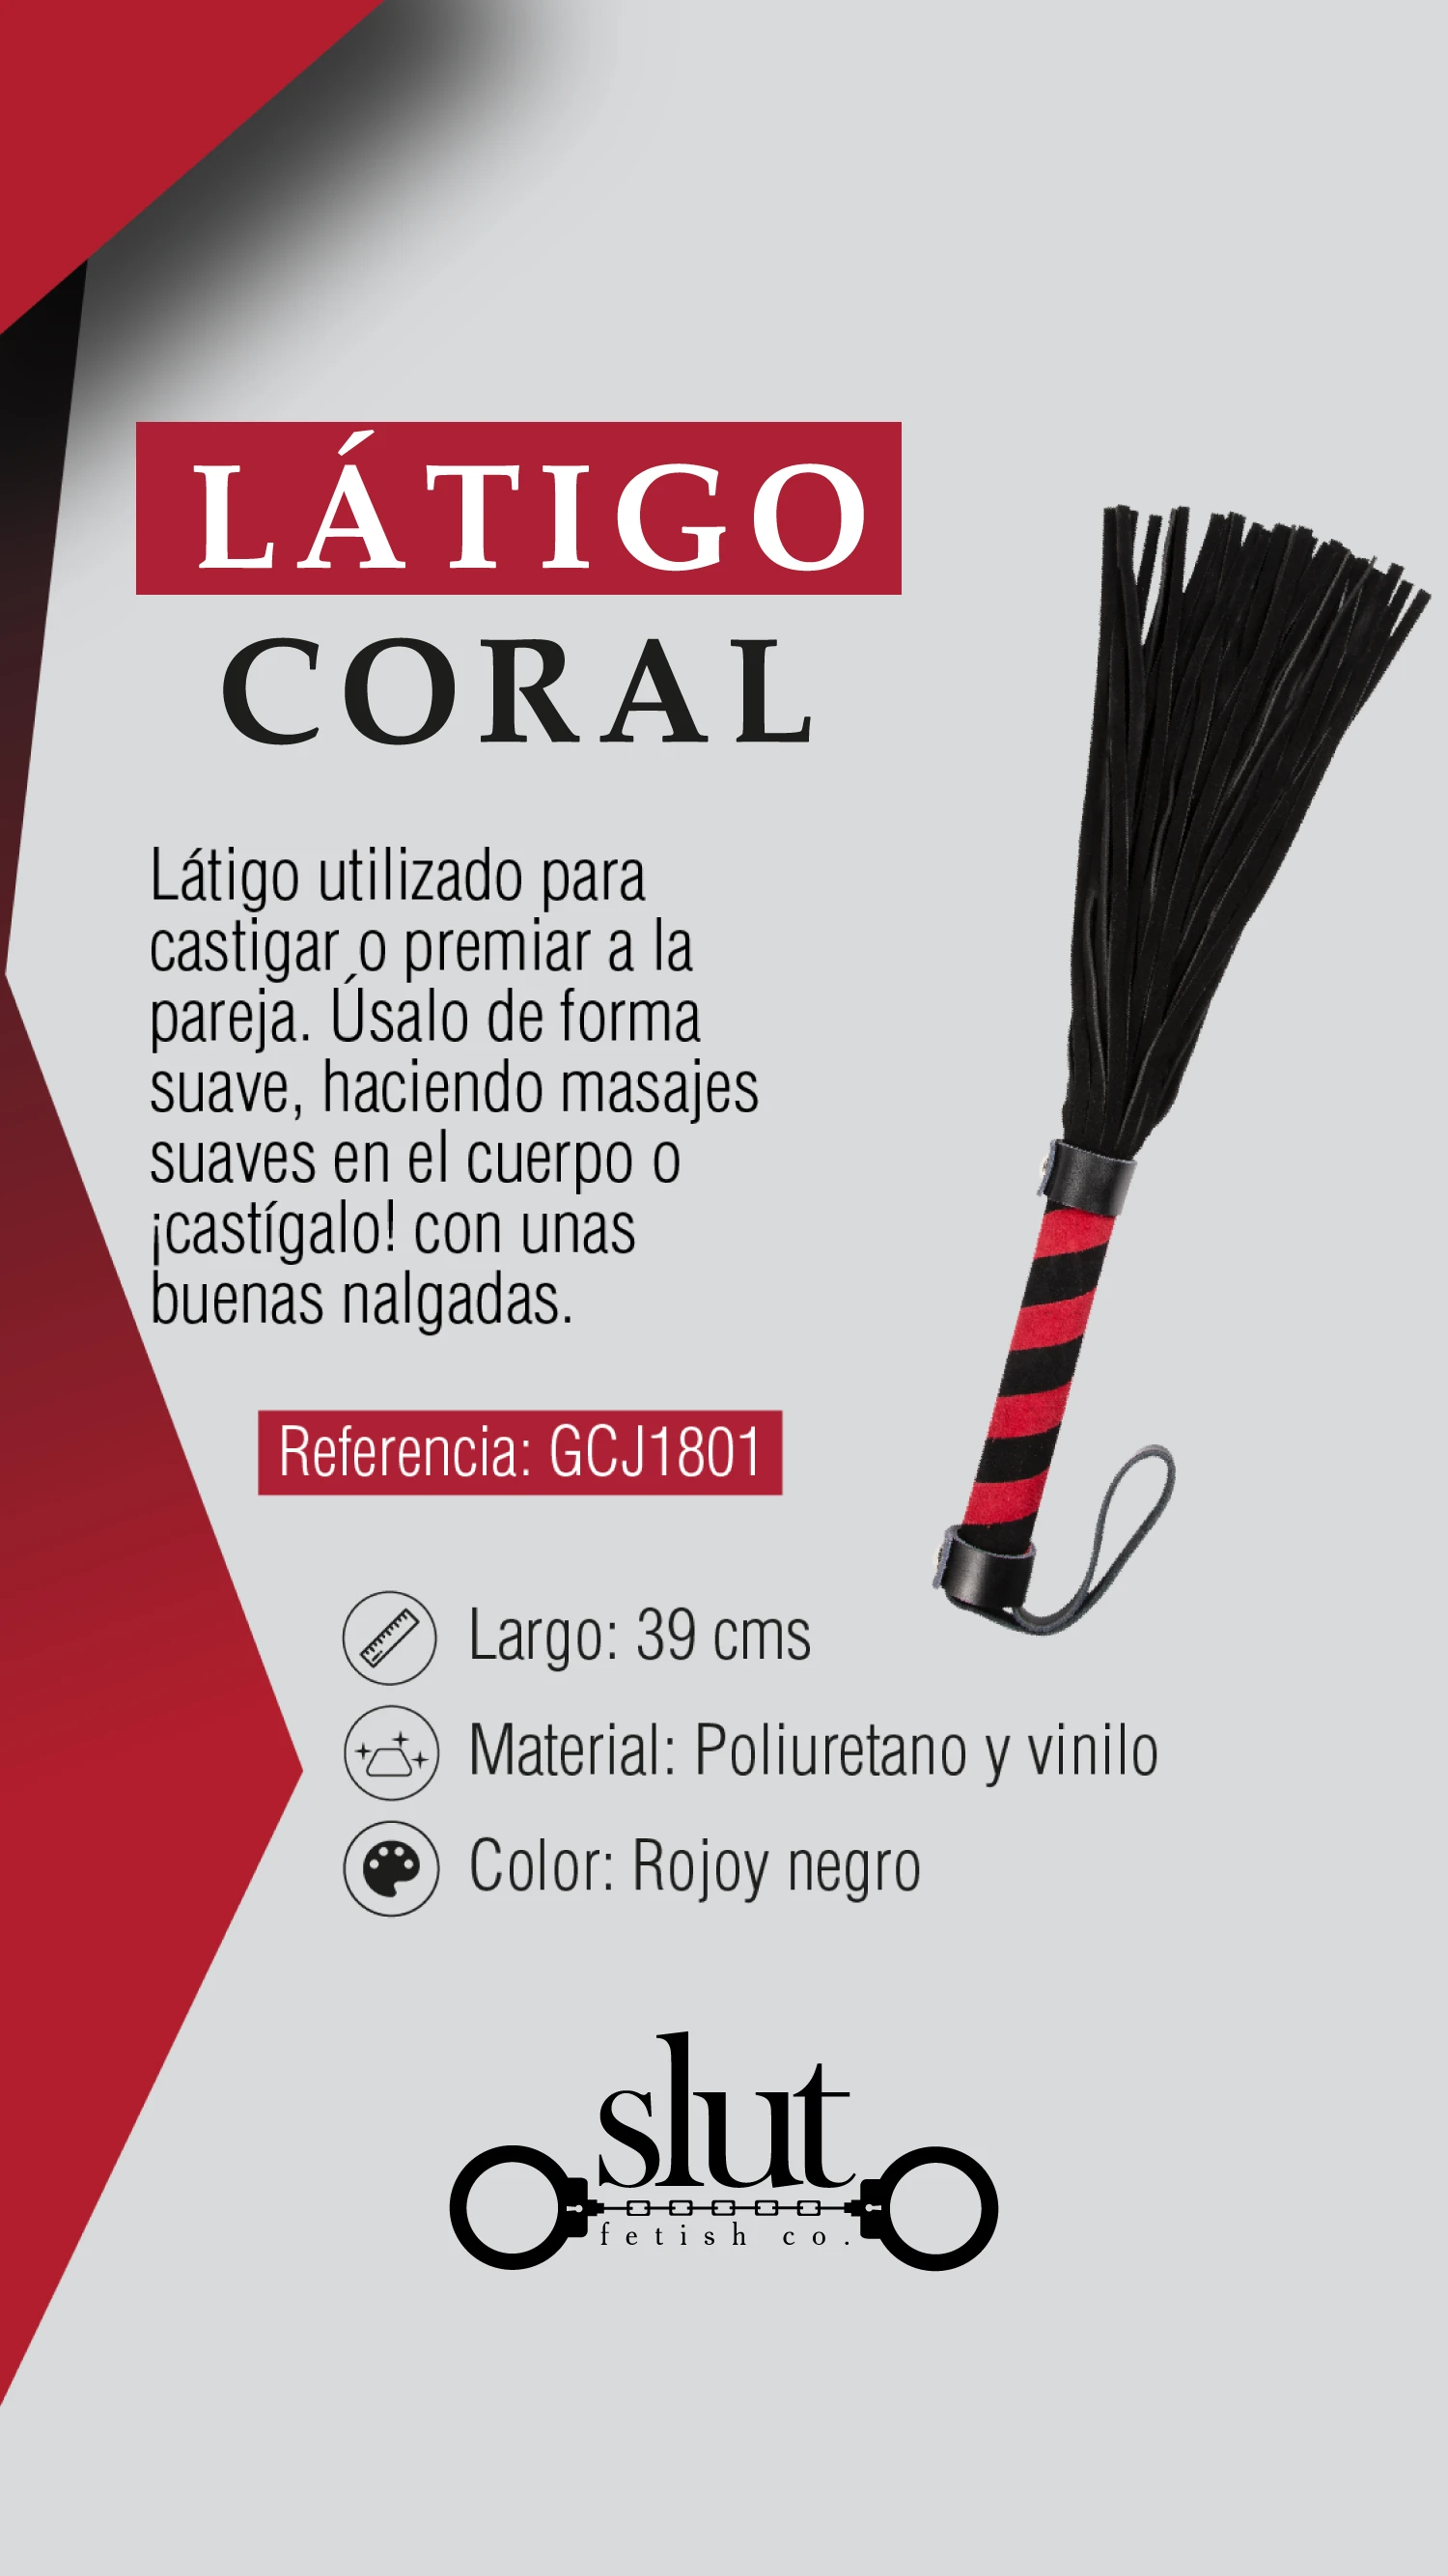 LÁTIGO
CORAL
Látigo utilizado para
castigar o premiar a la
pareja. Úsalo de forma
suave, haciendo masajes
suaves en el cuerpo o
¡castígalo! con unas
buenas nalgadas.
Referencia: GCJ1801
Largo: 39 cms
Material: Poliuretano y vinilo
Color: Rojoy negro
slut
fetish co.